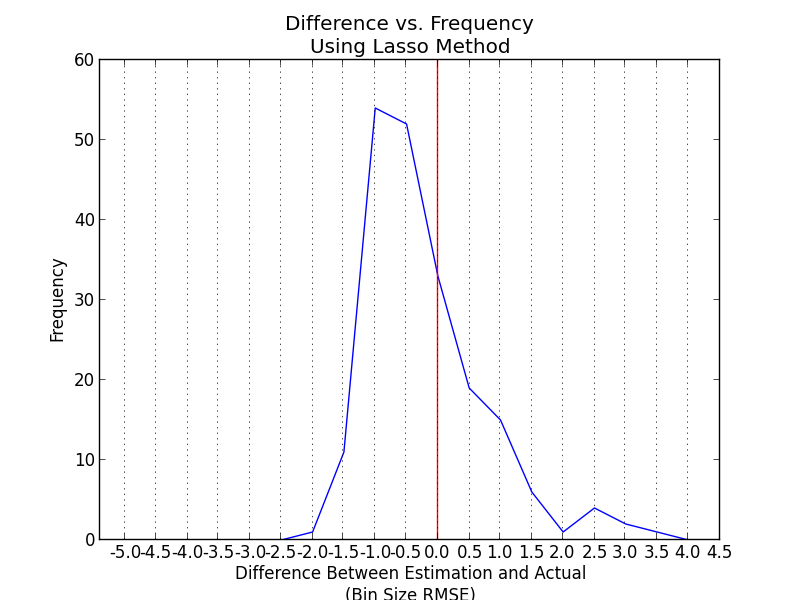 Difference vs. Frequency
Using Lasso Method
60
50
40
30
20
10
0
Frequency
-5.0 -4.5 -4.0 -3.5 -3.0 -2.5 -2.0 -1.5 -1.0 -0.5 0.0 0.5 1.0 1.5 2.0 2.5 3.0 3.5 4.0 4.5
Difference Between Estimation and Actual
(Bin Size RMSE)